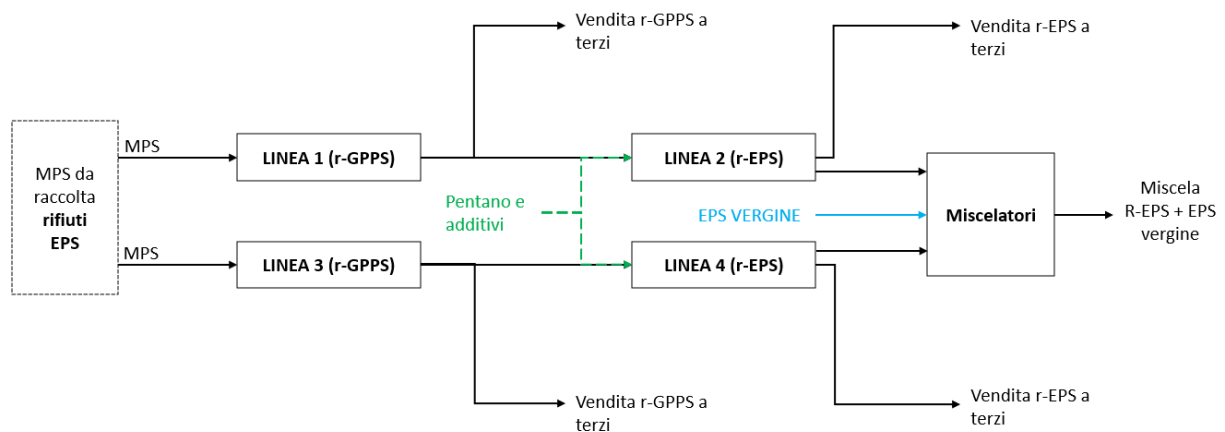 Vendita r-GPPS a
terzi
Vendita r-EPS a
terzi
MPS da
raccolta
rifiuti
EPS
MPS
LINEA 1 (r-GPPS)
LINEA 2 (r-EPS)
Pentano e
additivi
EPS VERGINE
Miscelatori
Miscela
R-EPS + EPS
vergine
MPS
LINEA 3 (r-GPPS)
LINEA 4 (r-EPS)
Vendita r-GPPS a
terzi
Vendita r-EPS a
terzi